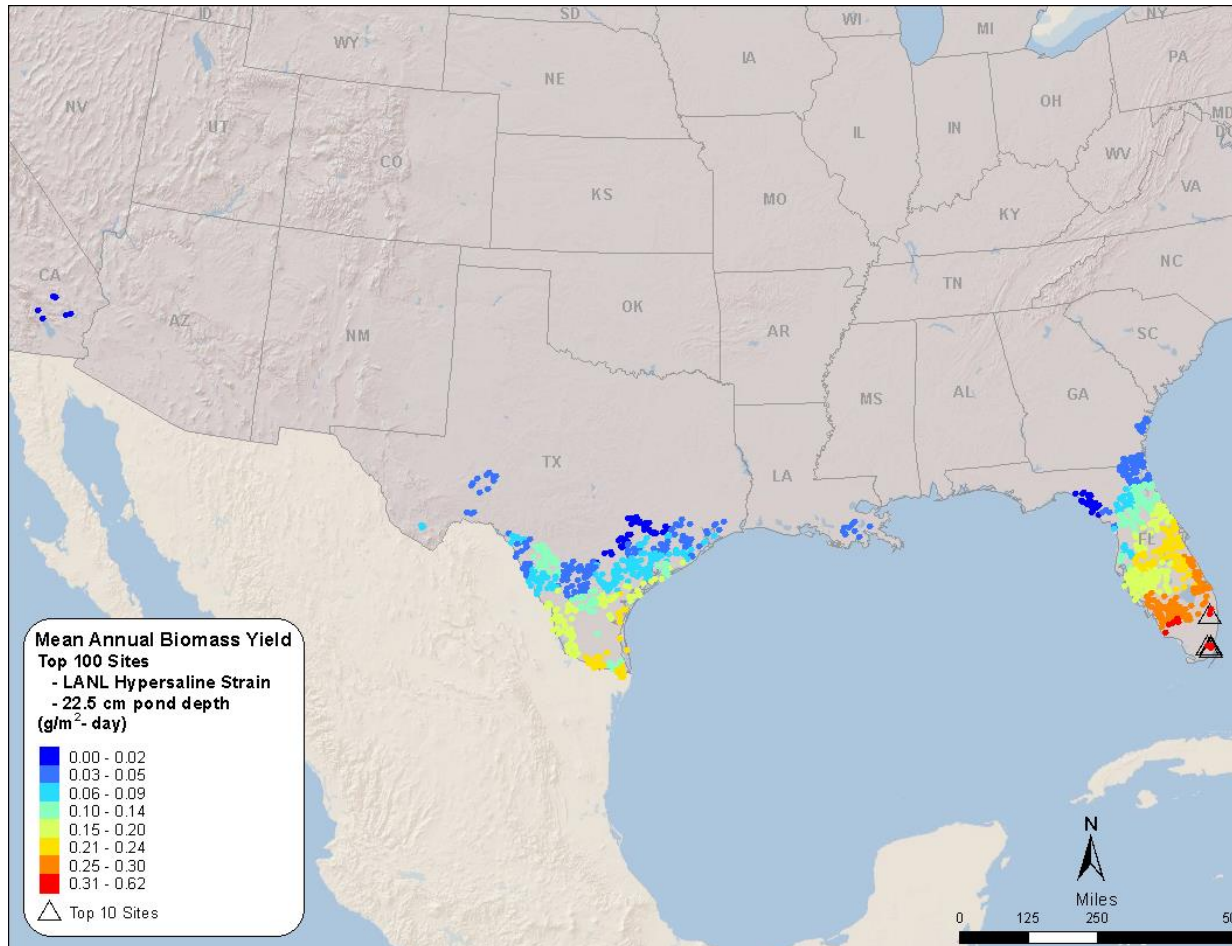 ID
SD
WI
MI
NY
WY
IA
PA
NE
NV
OH
UT
IL
IN
MD
CO
WV
VA
KS
MO
KY
CA
NC
TN
AZ
OK
NM
AR
SC
MS
AL
GA
TX
LA
FL
Mean Annual Biomass Yield
Top 100 Sites
- LANL Hypersaline Strain
- 22.5 cm pond depth
(g/m²- day)
0.00 - 0.02
0.03 - 0.05
0.06 - 0.09
0.10 - 0.14
0.15 - 0.20
0.21 - 0.24
0.25 - 0.30
0.31 - 0.62
Top 10 Sites
N
Miles
0 125 250